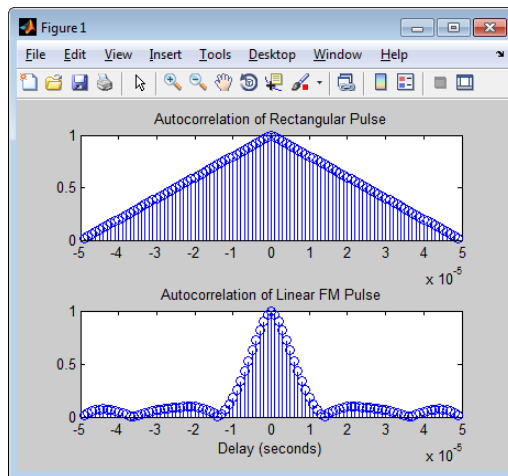 Figure 1
File Edit View Insert Tools Desktop Window Help
Autocorrelation of Rectangular Pulse
1
0.5
0
-5 -4 -3 -2 -1 0 1 2 3 4 5
x 10^-5
Autocorrelation of Linear FM Pulse
1
0.5
0
-5 -4 -3 -2 -1 0 1 2 3 4 5
Delay (seconds)
x 10^-5